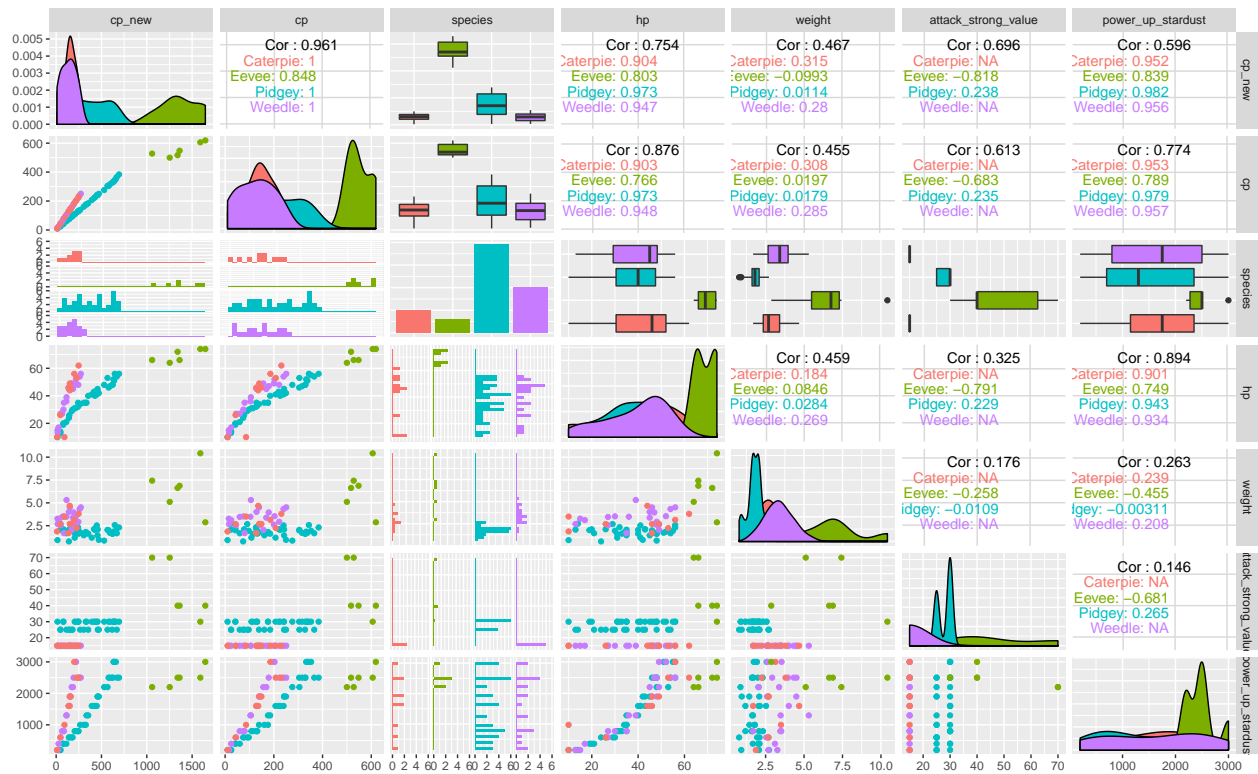 cp_new cp species hp weight attack_strong_value power_up_stardust
0.005 0.004 0.003 0.002 0.001 0.000
Cor : 0.961
Caterpie: 1
Eevee: 0.848
Pidgey: 1
Weedle: 1
Cor : 0.754
Caterpie: 0.904
Eevee: 0.803
Pidgey: 0.973
Weedle: 0.947
Cor : 0.467
Caterpie: 0.315
Eevee: −0.0993
Pidgey: 0.0114
Weedle: 0.28
Cor : 0.696
Caterpie: NA
Eevee: −0.818
Pidgey: 0.238
Weedle: NA
Cor : 0.596
Caterpie: 0.952
Eevee: 0.839
Pidgey: 0.982
Weedle: 0.956
cp_new
600 400 200 0
Cor : 0.876
Caterpie: 0.903
Eevee: 0.766
Pidgey: 0.973
Weedle: 0.948
Cor : 0.455
Caterpie: 0.308
Eevee: 0.0197
Pidgey: 0.0179
Weedle: 0.285
Cor : 0.613
Caterpie: NA
Eevee: −0.683
Pidgey: 0.235
Weedle: NA
Cor : 0.774
Caterpie: 0.953
Eevee: 0.789
Pidgey: 0.979
Weedle: 0.957
cp
species
60 40 20
Cor : 0.459
Caterpie: 0.184
Eevee: 0.0846
Pidgey: 0.0284
Weedle: 0.269
Cor : 0.325
Caterpie: NA
Eevee: −0.791
Pidgey: 0.229
Weedle: NA
Cor : 0.894
Caterpie: 0.901
Eevee: 0.749
Pidgey: 0.943
Weedle: 0.934
hp
10.0 7.5 5.0 2.5
Cor : 0.176
Caterpie: NA
Eevee: −0.258
idgey: −0.0109
Weedle: NA
Cor : 0.263
Caterpie: 0.239
Eevee: −0.455
dgey: −0.00311
Weedle: 0.208
weight
70 60 50 40 30 20
Cor : 0.146
Caterpie: NA
Eevee: −0.681
Pidgey: 0.265
Weedle: NA
ttack_strong_value
3000 2000 1000
ower_up_stardus
0 500 1000 1500
0 200 400 600
0 2 4 6 0 2 4 6 0 2 4 6 0 2 4 6
20 40 60
2.5 5.0 7.5 10.0
20 30 40 50 60 70
1000 2000 3000